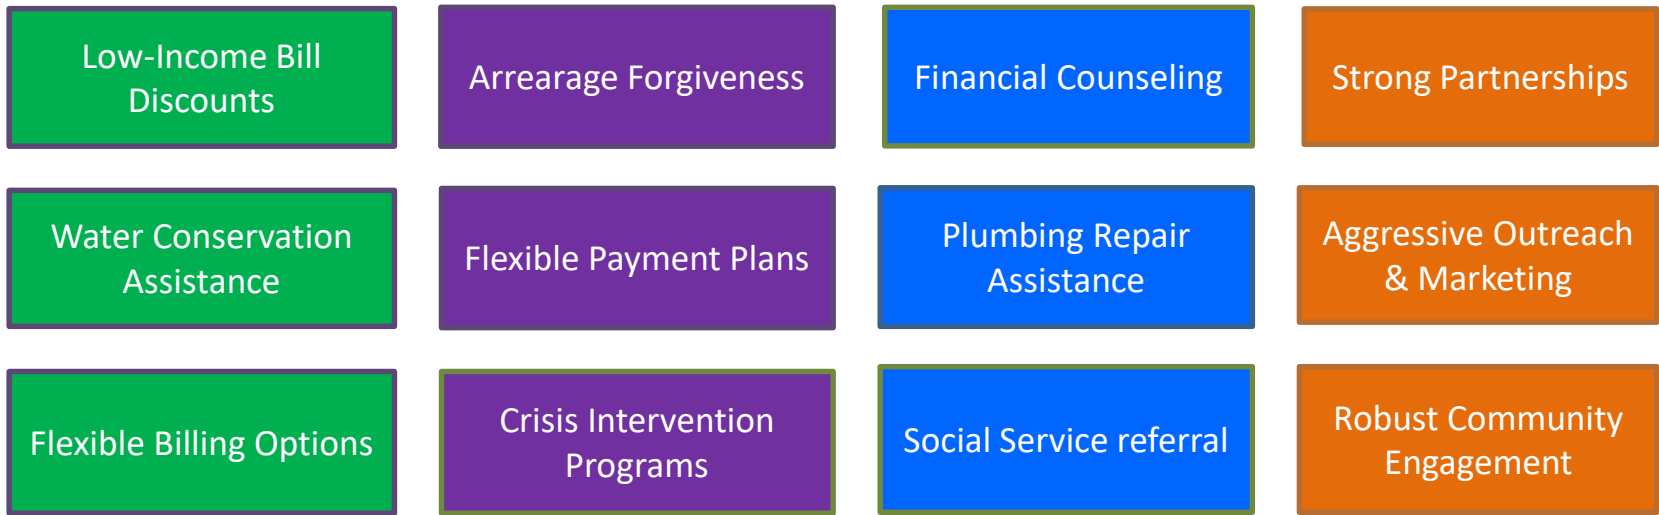 Low-Income Bill
Discounts
Arrearage Forgiveness
Financial Counseling
Strong Partnerships
Water Conservation
Assistance
Flexible Payment Plans
Plumbing Repair
Assistance
Aggressive Outreach
& Marketing
Flexible Billing Options
Crisis Intervention
Programs
Social Service referral
Robust Community
Engagement